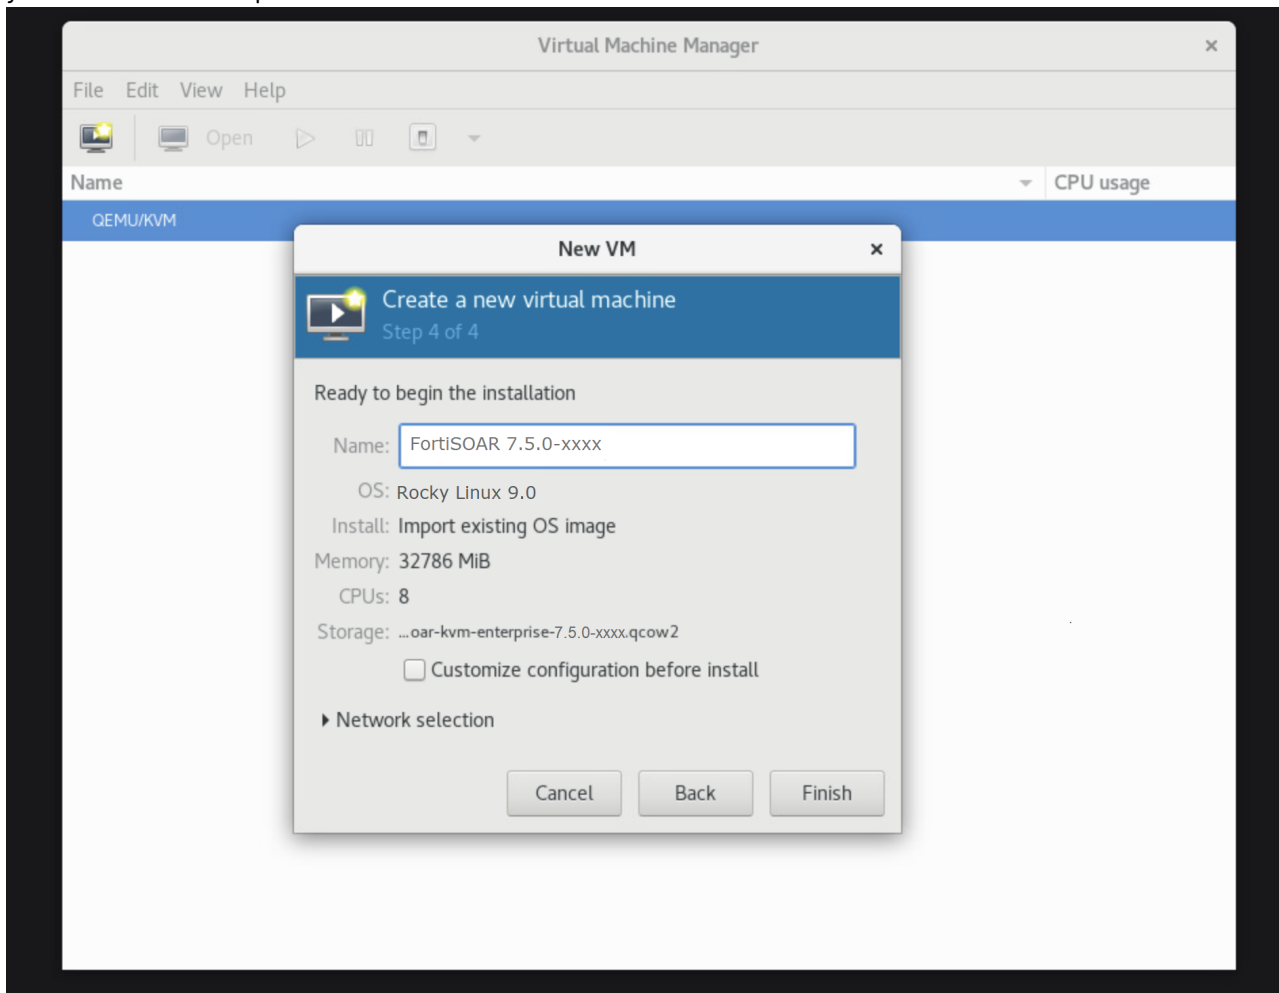 Virtual Machine Manager ×
File Edit View Help
Open
Name CPU usage
QEMU/KVM
New VM ×
Create a new virtual machine
Step 4 of 4
Ready to begin the installation
Name: FortiSOAR 7.5.0-xxxx
OS: Rocky Linux 9.0
Install: Import existing OS image
Memory: 32786 MiB
CPUs: 8
Storage: ...oar-kvm-enterprise-7.5.0-xxxx.qcow2
Customize configuration before install
Network selection
Cancel Back Finish